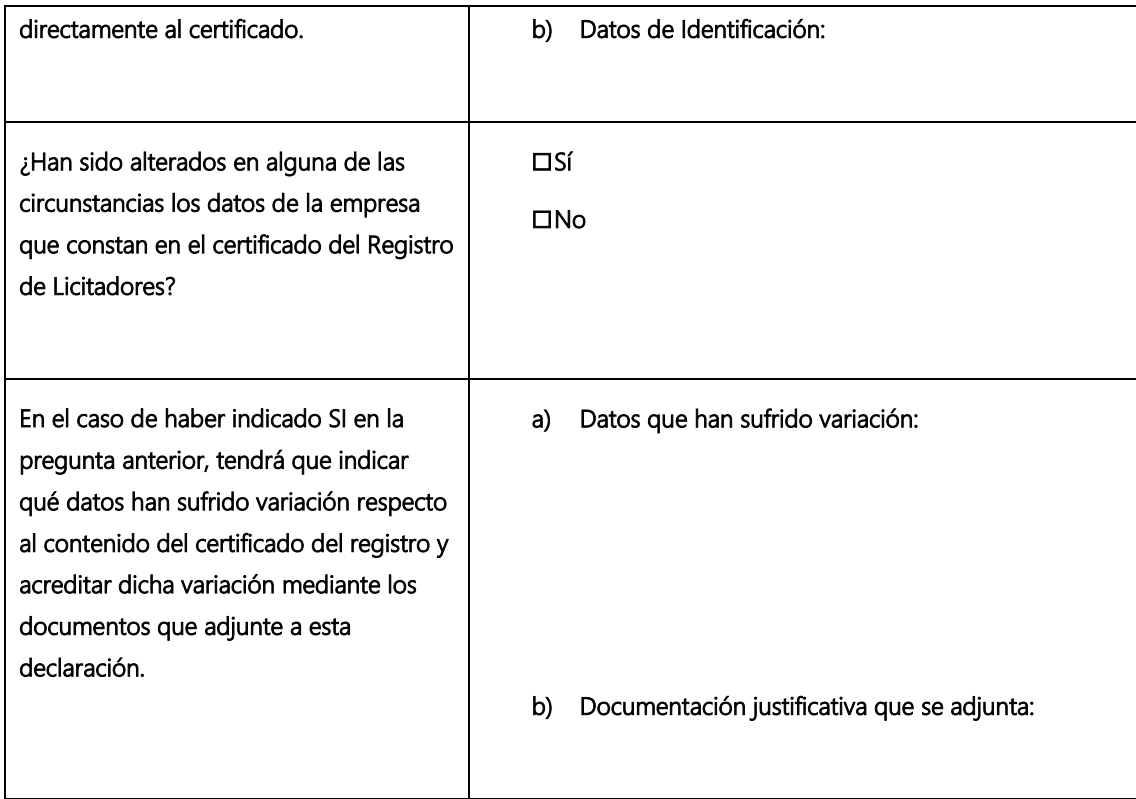 directamente al certificado.
b) Datos de Identificación:
¿Han sido alterados en alguna de las
circunstancias los datos de la empresa
que constan en el certificado del Registro
de Licitadores?
☐Sí
☐No
En el caso de haber indicado SI en la
pregunta anterior, tendrá que indicar
qué datos han sufrido variación respecto
al contenido del certificado del registro y
acreditar dicha variación mediante los
documentos que adjunte a esta
declaración.
a) Datos que han sufrido variación:
b) Documentación justificativa que se adjunta: